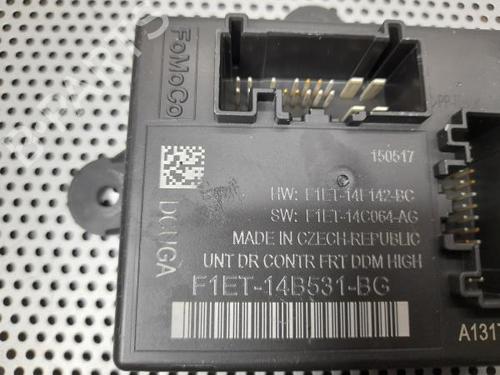 FoMoCo
150517
HW: F1ET-14F142-BC
SW: F1ET-14C064-AG
MADE IN CZECH-REPUBLIC
UNT DR CONTR FRT DDM HIGH
F1ET-14B531-BG
A131T